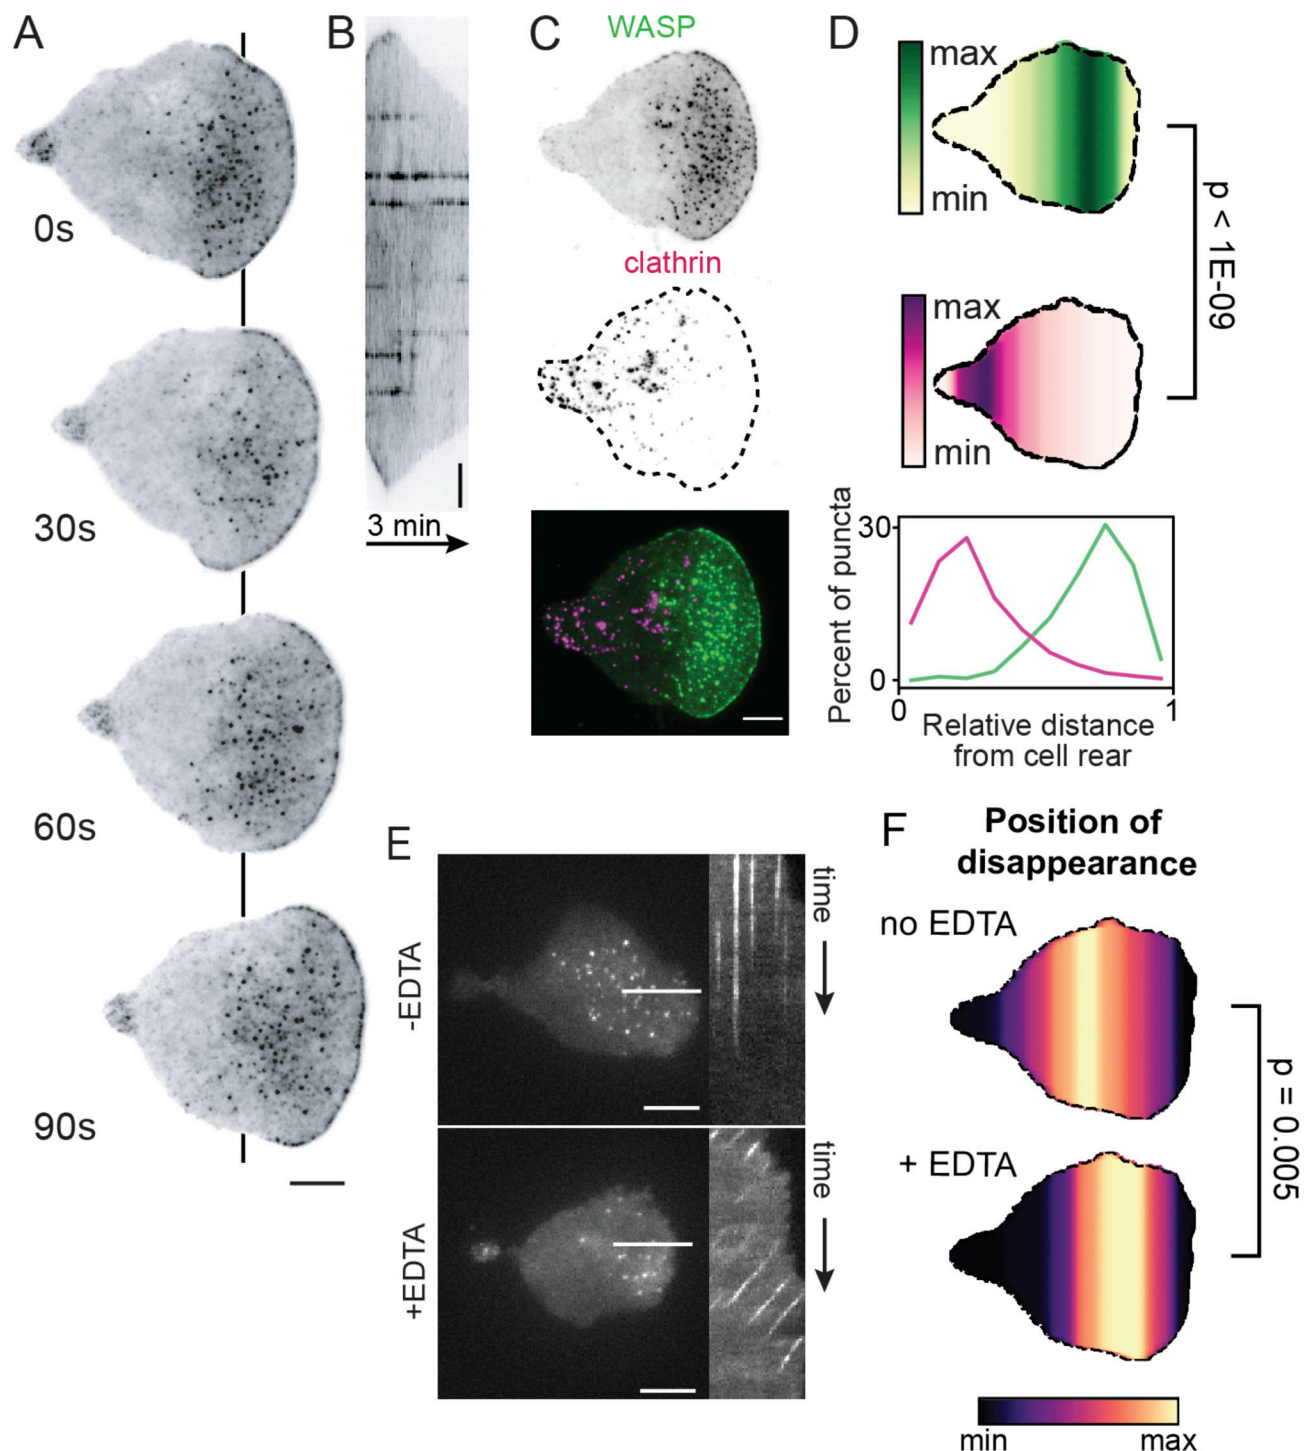 A
0s
30s
60s
90s
B
3 min
C
WASP
clathrin
D
max
min
max
min
p < 1E-09
Percent of puncta
30
0
0
1
Relative distance
from cell rear
E
-EDTA
time
+EDTA
time
F
Position of
disappearance
no EDTA
+ EDTA
p = 0.005
min
max